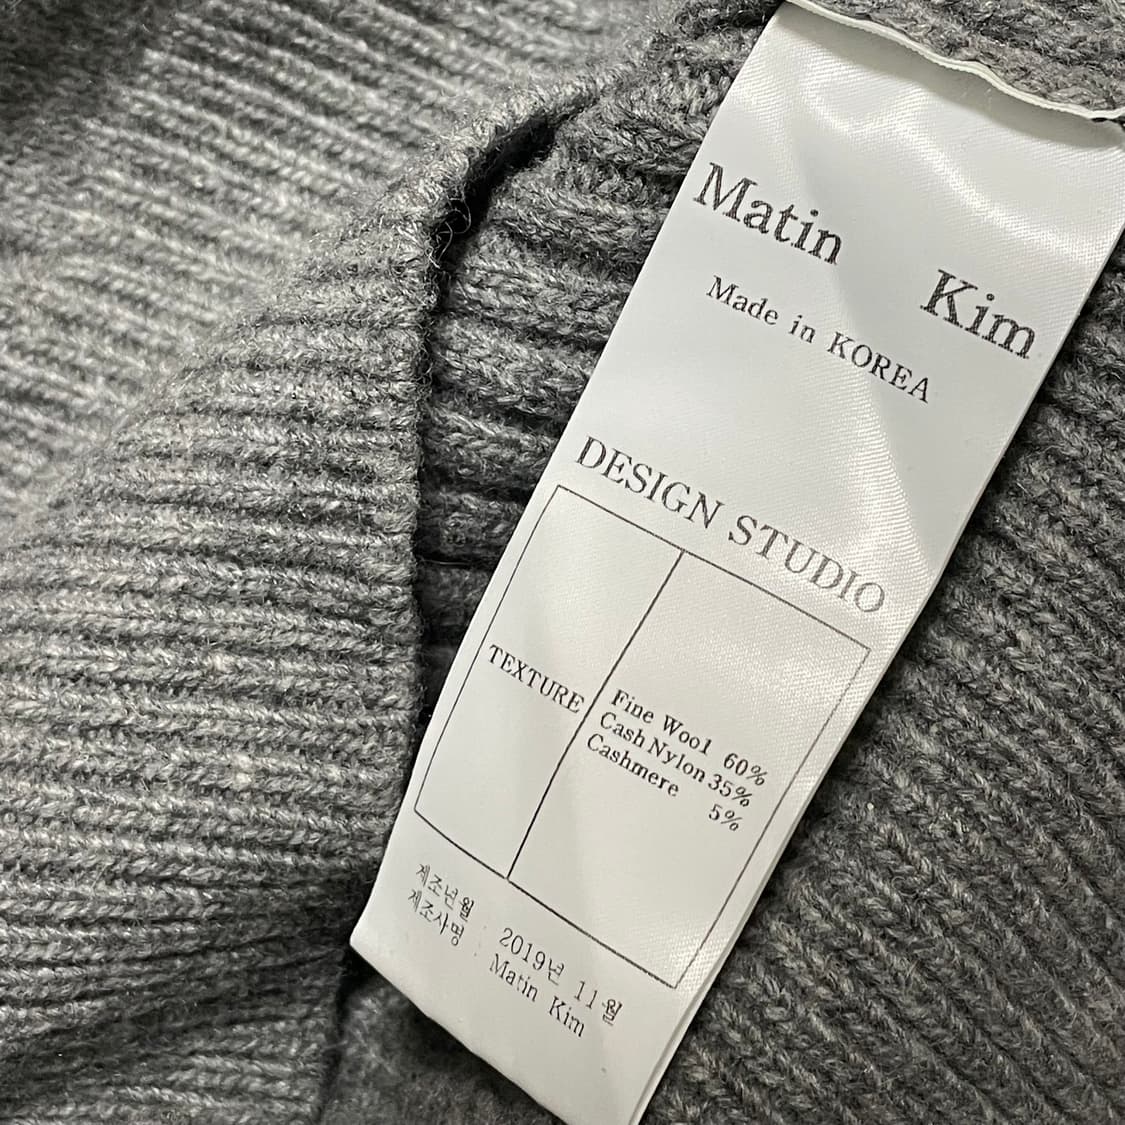 Matin Kim
Made in KOREA
DESIGN STUDIO
TEXTURE
Fine Wool 60%
Cash Nylon 35%
Cashmere 5%
제조년월 : 2019년 11월
제조사명 : Matin Kim